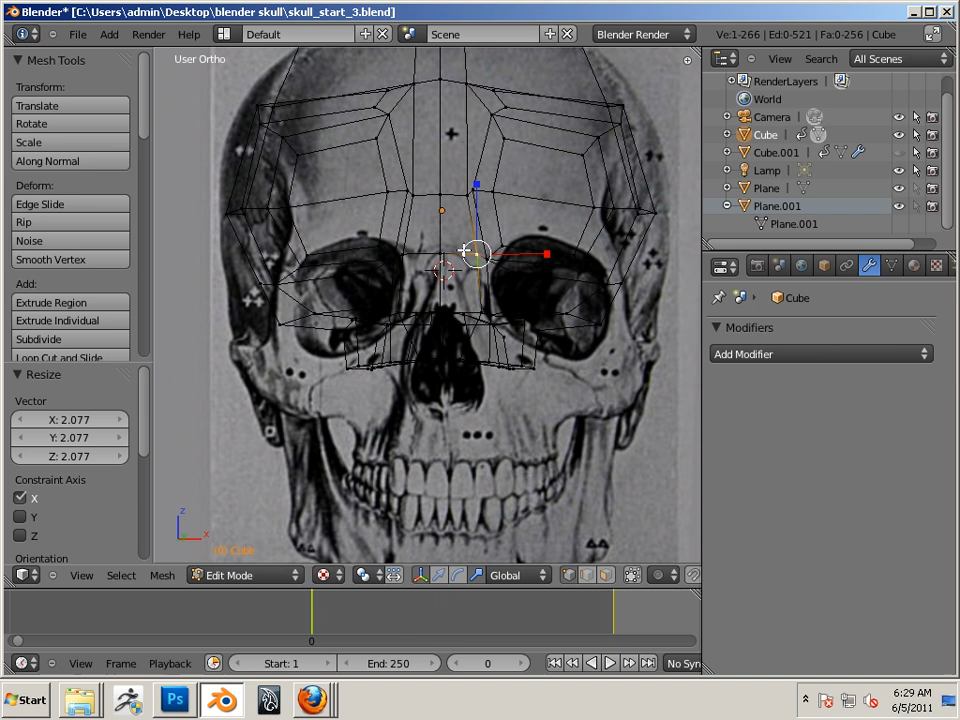 Blender* [C:\Users\admin\Desktop\blender skull\skull_start_3.blend]
File Add Render Help Default Scene Blender Render Ve:1-266 | Ed:0-521 | Fa:0-256 | Cube
Mesh Tools
Transform:
Translate
Rotate
Scale
Along Normal
Deform:
Edge Slide
Rip
Noise
Smooth Vertex
Add:
Extrude Region
Extrude Individual
Subdivide
Loop Cut and Slide
Resize
Vector
X: 2.077
Y: 2.077
Z: 2.077
Constraint Axis
X
Y
Z
Orientation
User Ortho
z
x
(0) Cube
View Select Mesh Edit Mode Global
0
View Frame Playback Start: 1 End: 250 0 No Syn
View Search All Scenes
RenderLayers
World
Camera
Cube
Cube.001
Lamp
Plane
Plane.001
Plane.001
Cube
Modifiers
Add Modifier
Start Ps 6:29 AM
6/5/2011